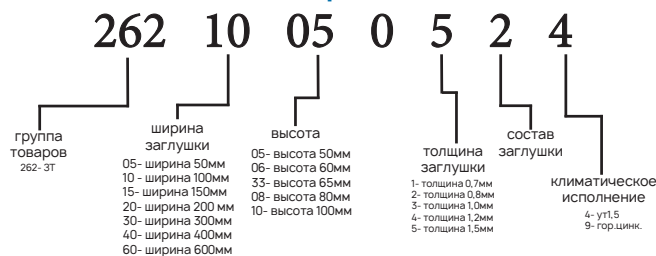 262 10 05 0 5 2 4
группа
товаров
262- ЗТ
ширина
заглушки
05- ширина 50мм
10 - ширина 100мм
15- ширина 150мм
20- ширина 200 мм
30- ширина 300мм
40- ширина 400мм
60- ширина 600мм
высота
05- высота 50мм
06- высота 60мм
33- высота 65мм
08- высота 80мм
10- высота 100мм
толщина
заглушки
1- толщина 0,7мм
2- толщина 0,8мм
3- толщина 1,0мм
4- толщина 1,2мм
5- толщина 1,5мм
состав
заглушки
климатическое
исполнение
4- ут1,5
9- гор.цинк.